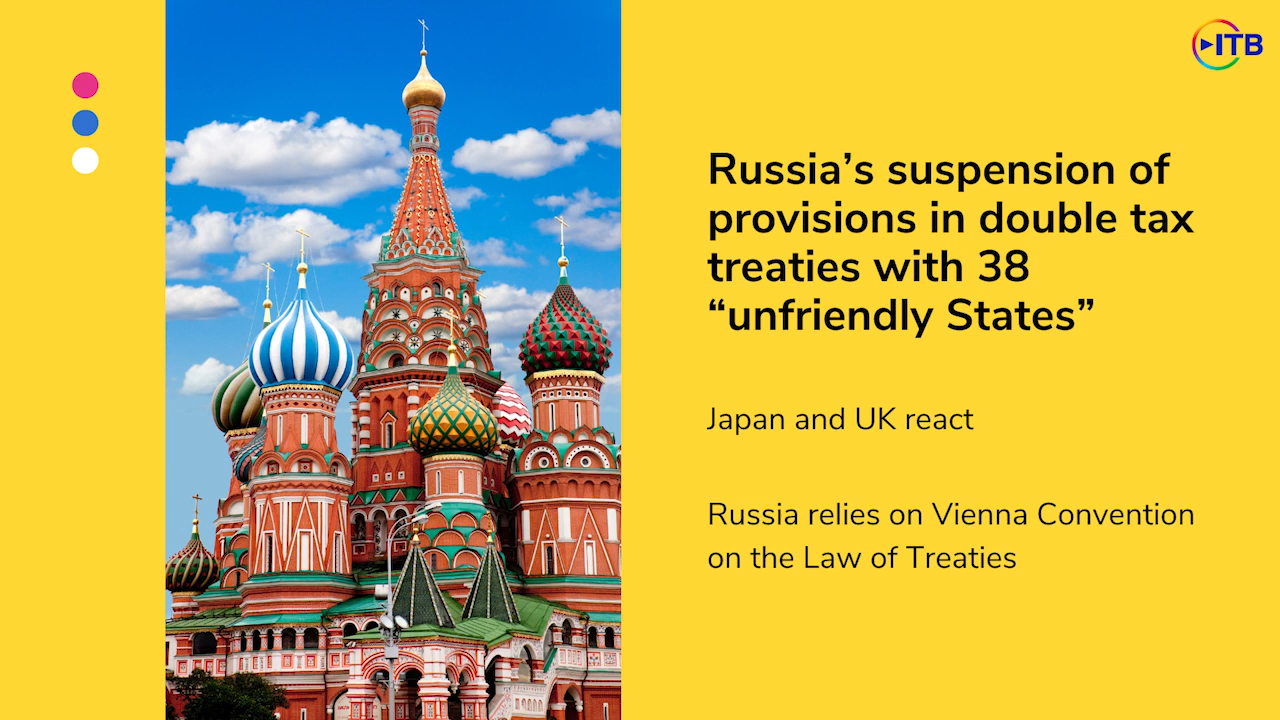 ITB
Russia’s suspension of
provisions in double tax
treaties with 38
“unfriendly States”
Japan and UK react
Russia relies on Vienna Convention
on the Law of Treaties